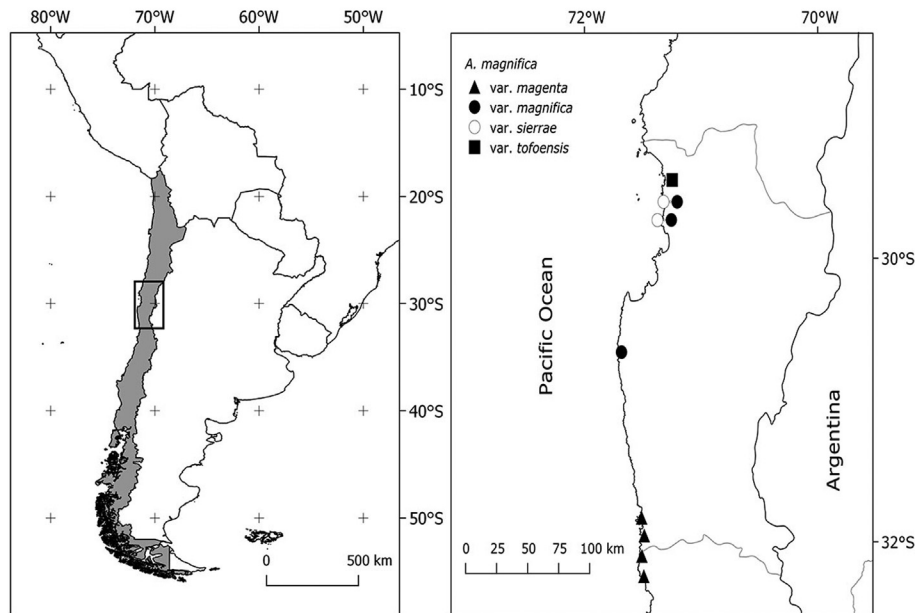 80°W 70°W 60°W 50°W
10°S
20°S
30°S
40°S
50°S
0 500 km
72°W 70°W
A. magnifica
var. magenta
var. magnifica
var. sierrae
var. tofoensis
30°S
Pacific Ocean
Argentina
32°S
0 25 50 75 100 km